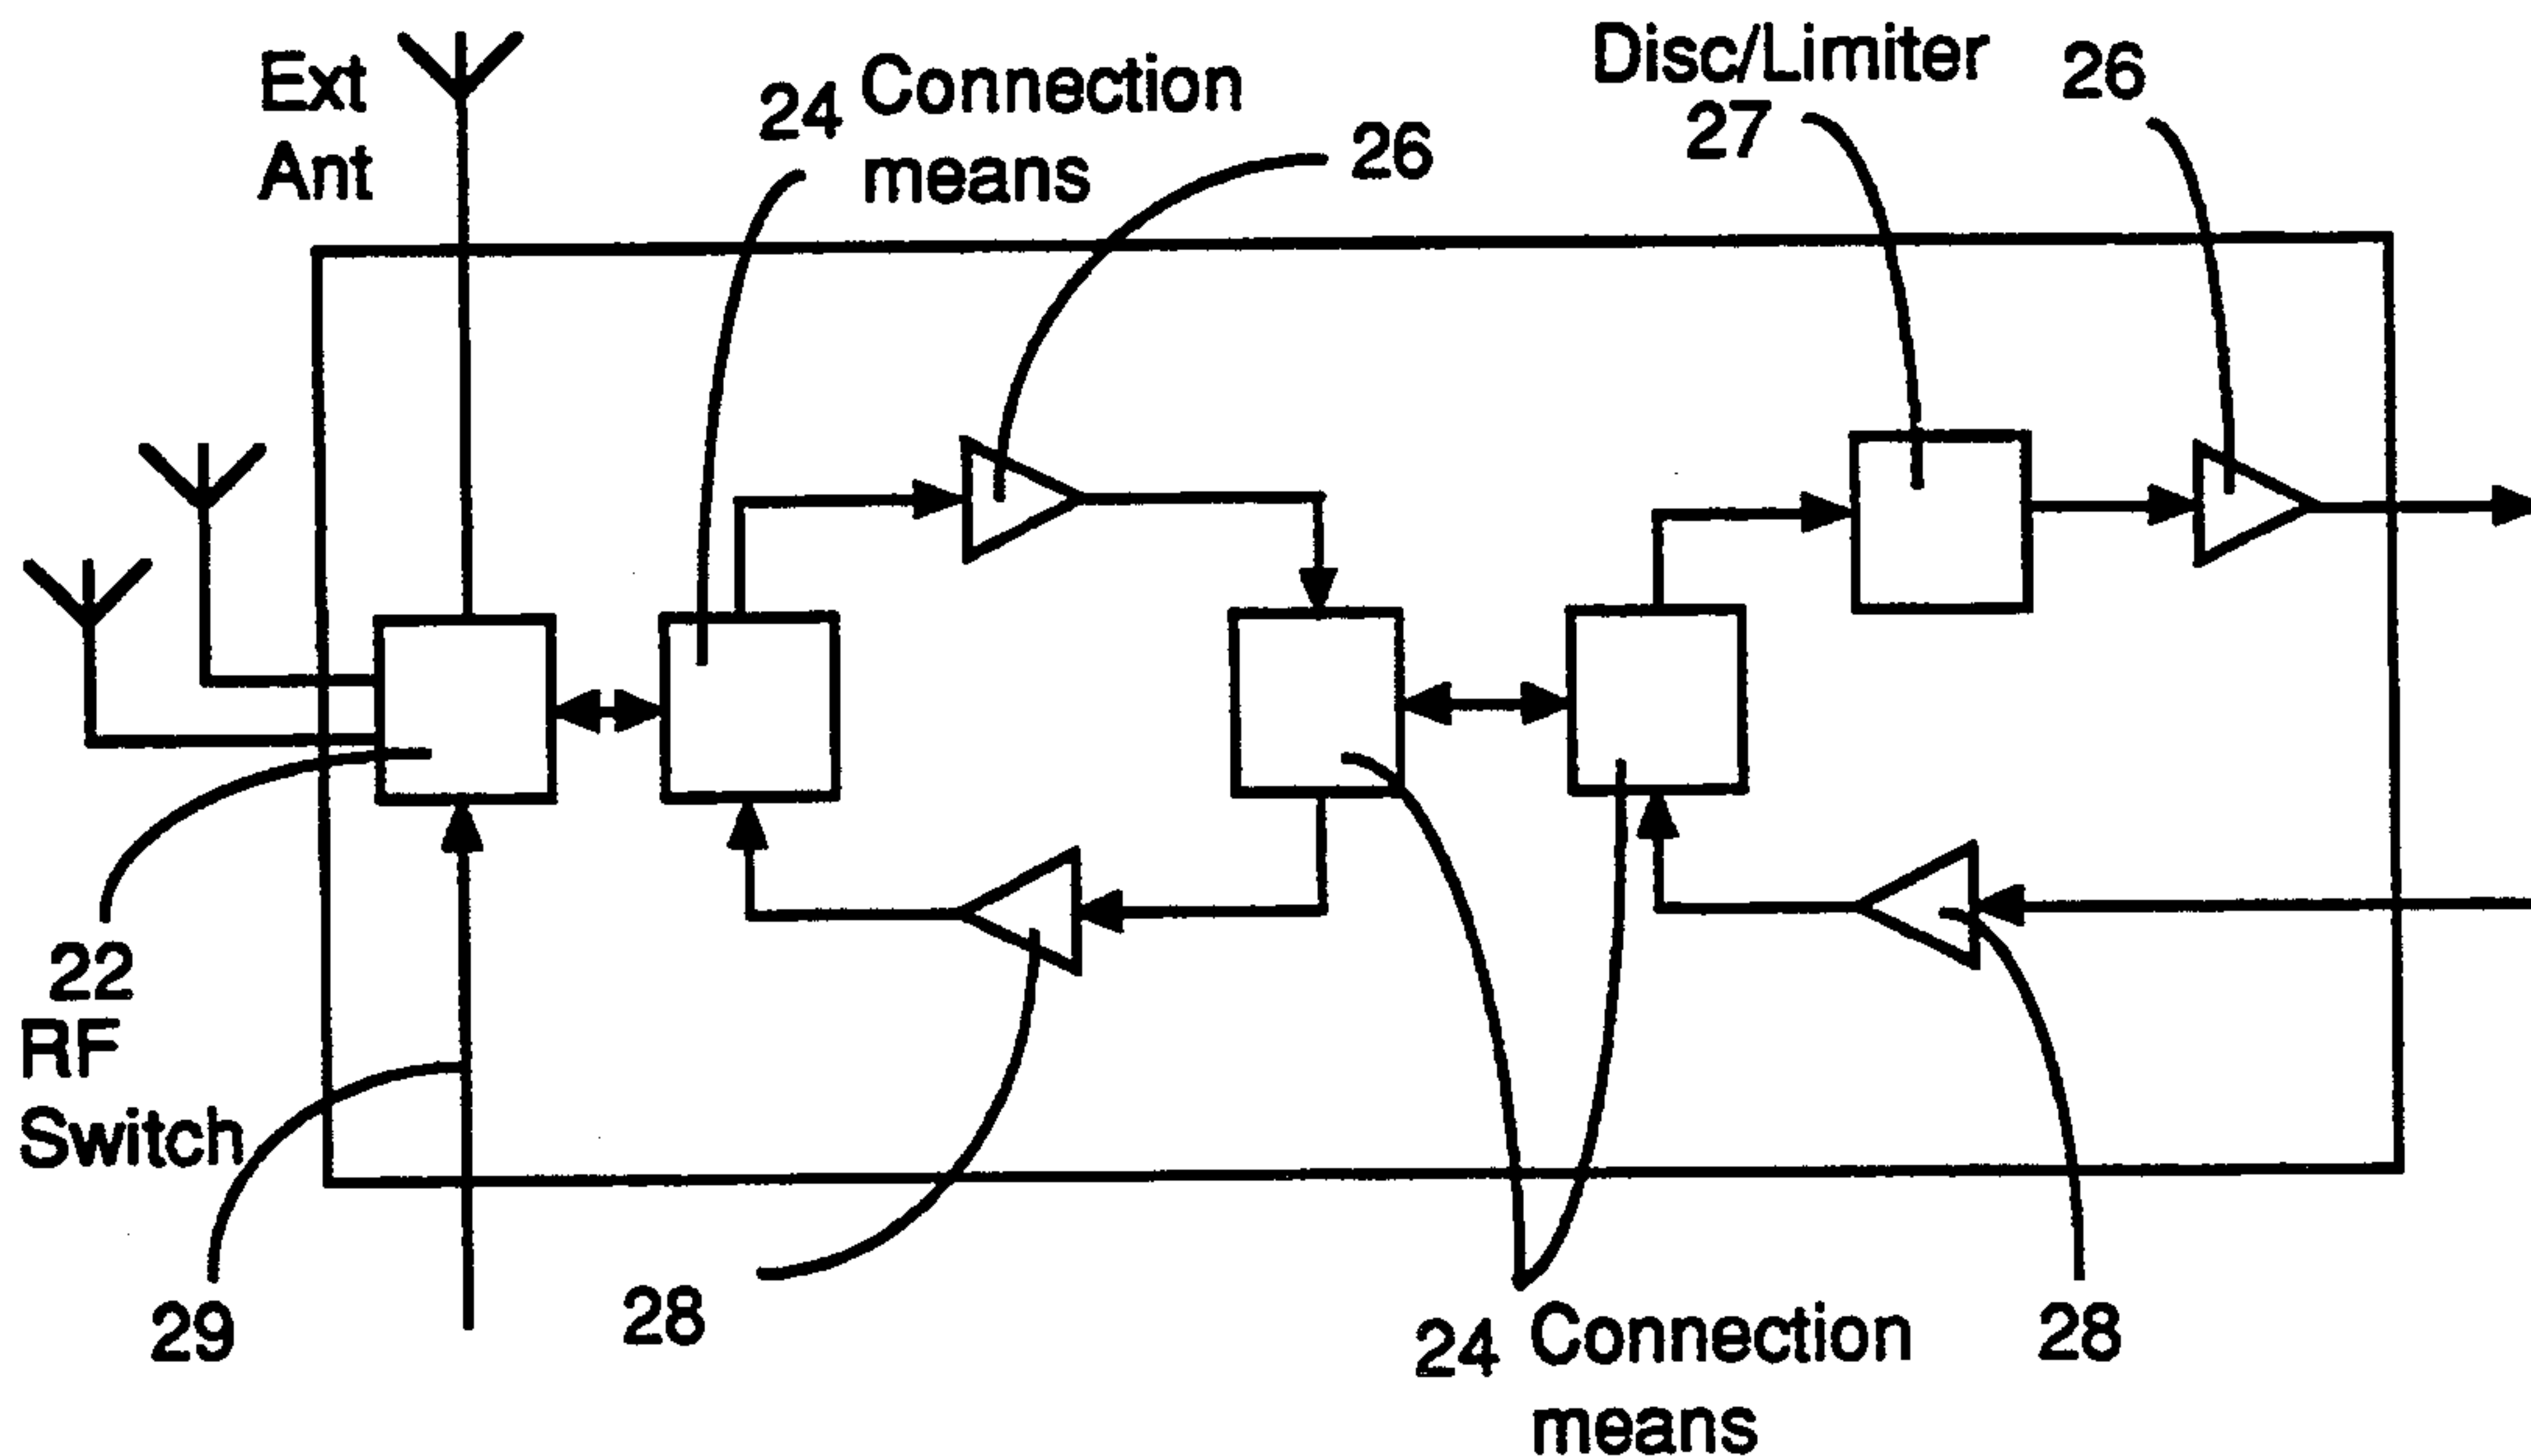 Ext
Ant
24 Connection
means
26
Disc/Limiter
27
26
22
RF
Switch
29
28
24 Connection
means
28